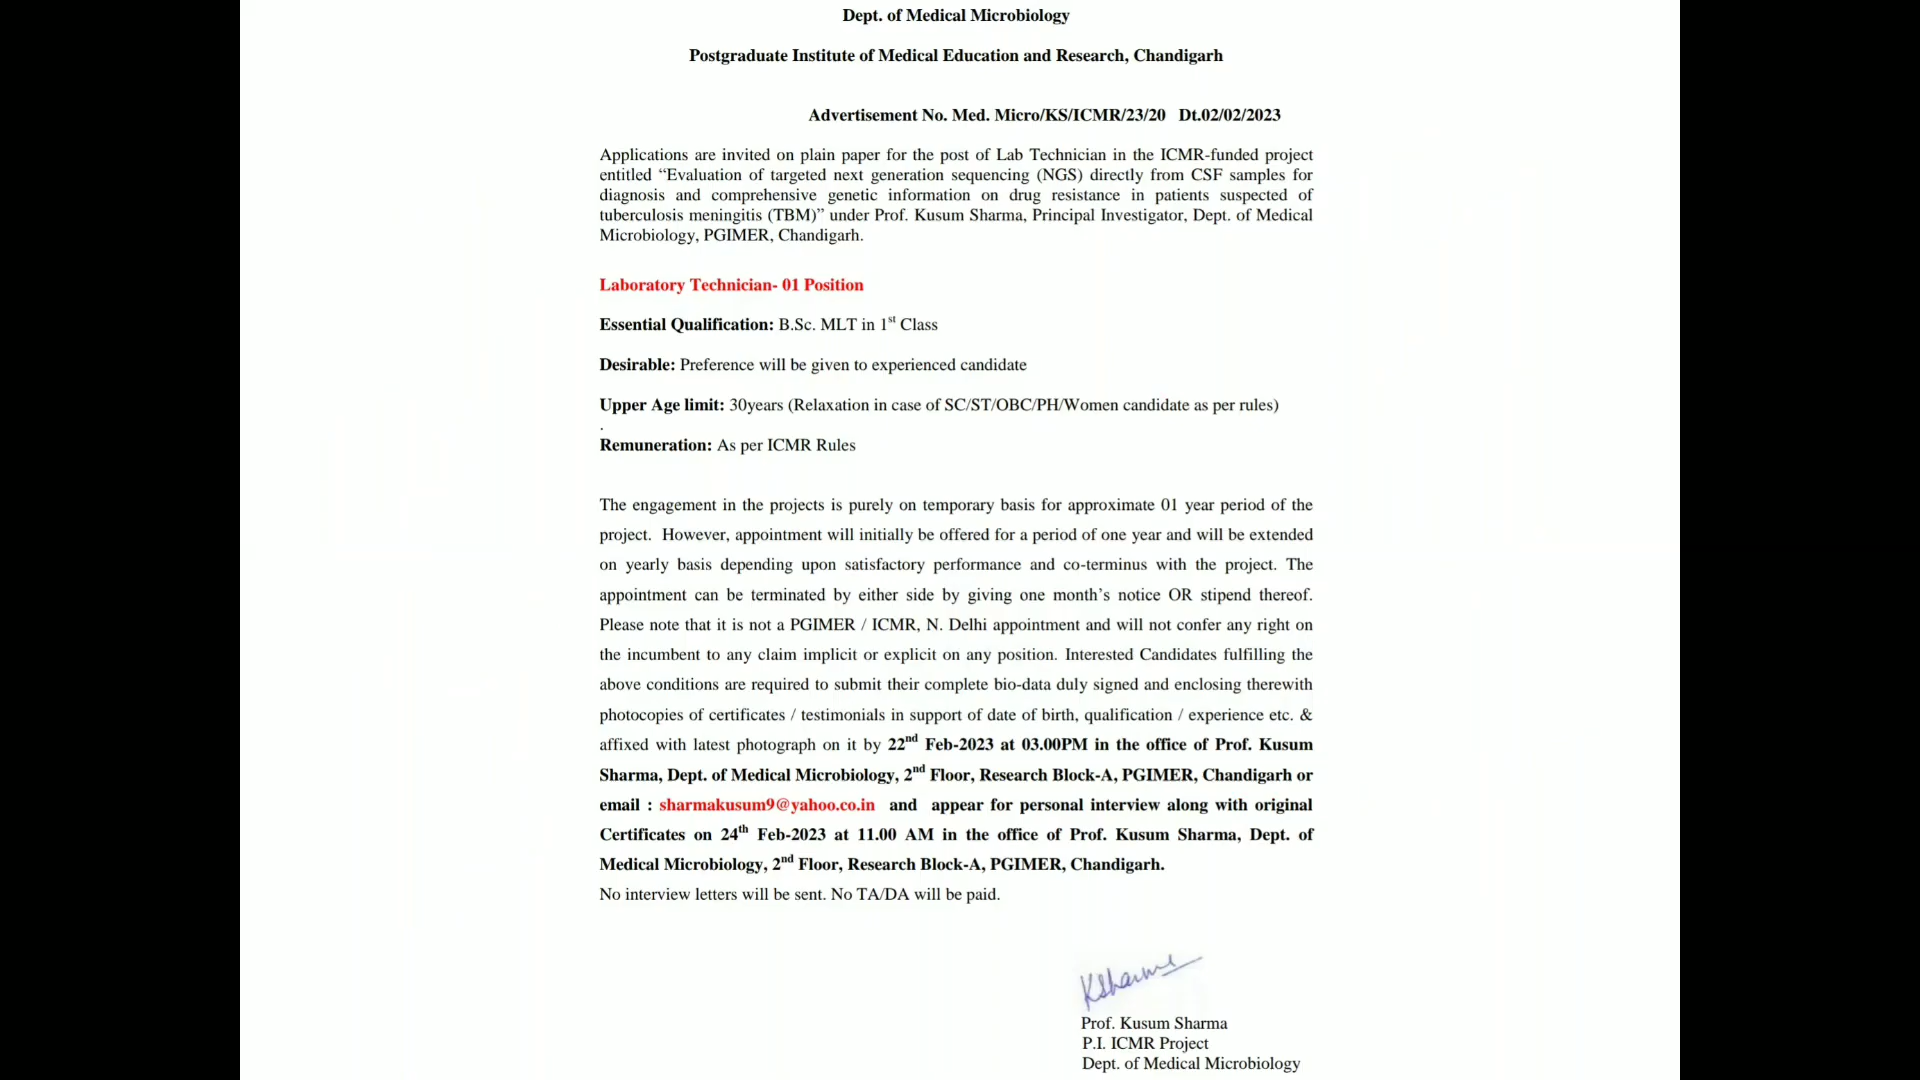 Dept. of Medical Microbiology
Postgraduate Institute of Medical Education and Research, Chandigarh
Advertisement No. Med. Micro/KS/ICMR/23/20 Dt.02/02/2023
Applications are invited on plain paper for the post of Lab Technician in the ICMR-funded project
entitled “Evaluation of targeted next generation sequencing (NGS) directly from CSF samples for
diagnosis and comprehensive genetic information on drug resistance in patients suspected of
tuberculosis meningitis (TBM)” under Prof. Kusum Sharma, Principal Investigator, Dept. of Medical
Microbiology, PGIMER, Chandigarh.
Laboratory Technician- 01 Position
Essential Qualification: B.Sc. MLT in 1st Class
Desirable: Preference will be given to experienced candidate
Upper Age limit: 30years (Relaxation in case of SC/ST/OBC/PH/Women candidate as per rules)
.
Remuneration: As per ICMR Rules
The engagement in the projects is purely on temporary basis for approximate 01 year period of the
project. However, appointment will initially be offered for a period of one year and will be extended
on yearly basis depending upon satisfactory performance and co-terminus with the project. The
appointment can be terminated by either side by giving one month’s notice OR stipend thereof.
Please note that it is not a PGIMER / ICMR, N. Delhi appointment and will not confer any right on
the incumbent to any claim implicit or explicit on any position. Interested Candidates fulfilling the
above conditions are required to submit their complete bio-data duly signed and enclosing therewith
photocopies of certificates / testimonials in support of date of birth, qualification / experience etc. &
affixed with latest photograph on it by 22nd Feb-2023 at 03.00PM in the office of Prof. Kusum
Sharma, Dept. of Medical Microbiology, 2nd Floor, Research Block-A, PGIMER, Chandigarh or
email : sharmakusum9@yahoo.co.in and appear for personal interview along with original
Certificates on 24th Feb-2023 at 11.00 AM in the office of Prof. Kusum Sharma, Dept. of
Medical Microbiology, 2nd Floor, Research Block-A, PGIMER, Chandigarh.
No interview letters will be sent. No TA/DA will be paid.
KSharma
Prof. Kusum Sharma
P.I. ICMR Project
Dept. of Medical Microbiology